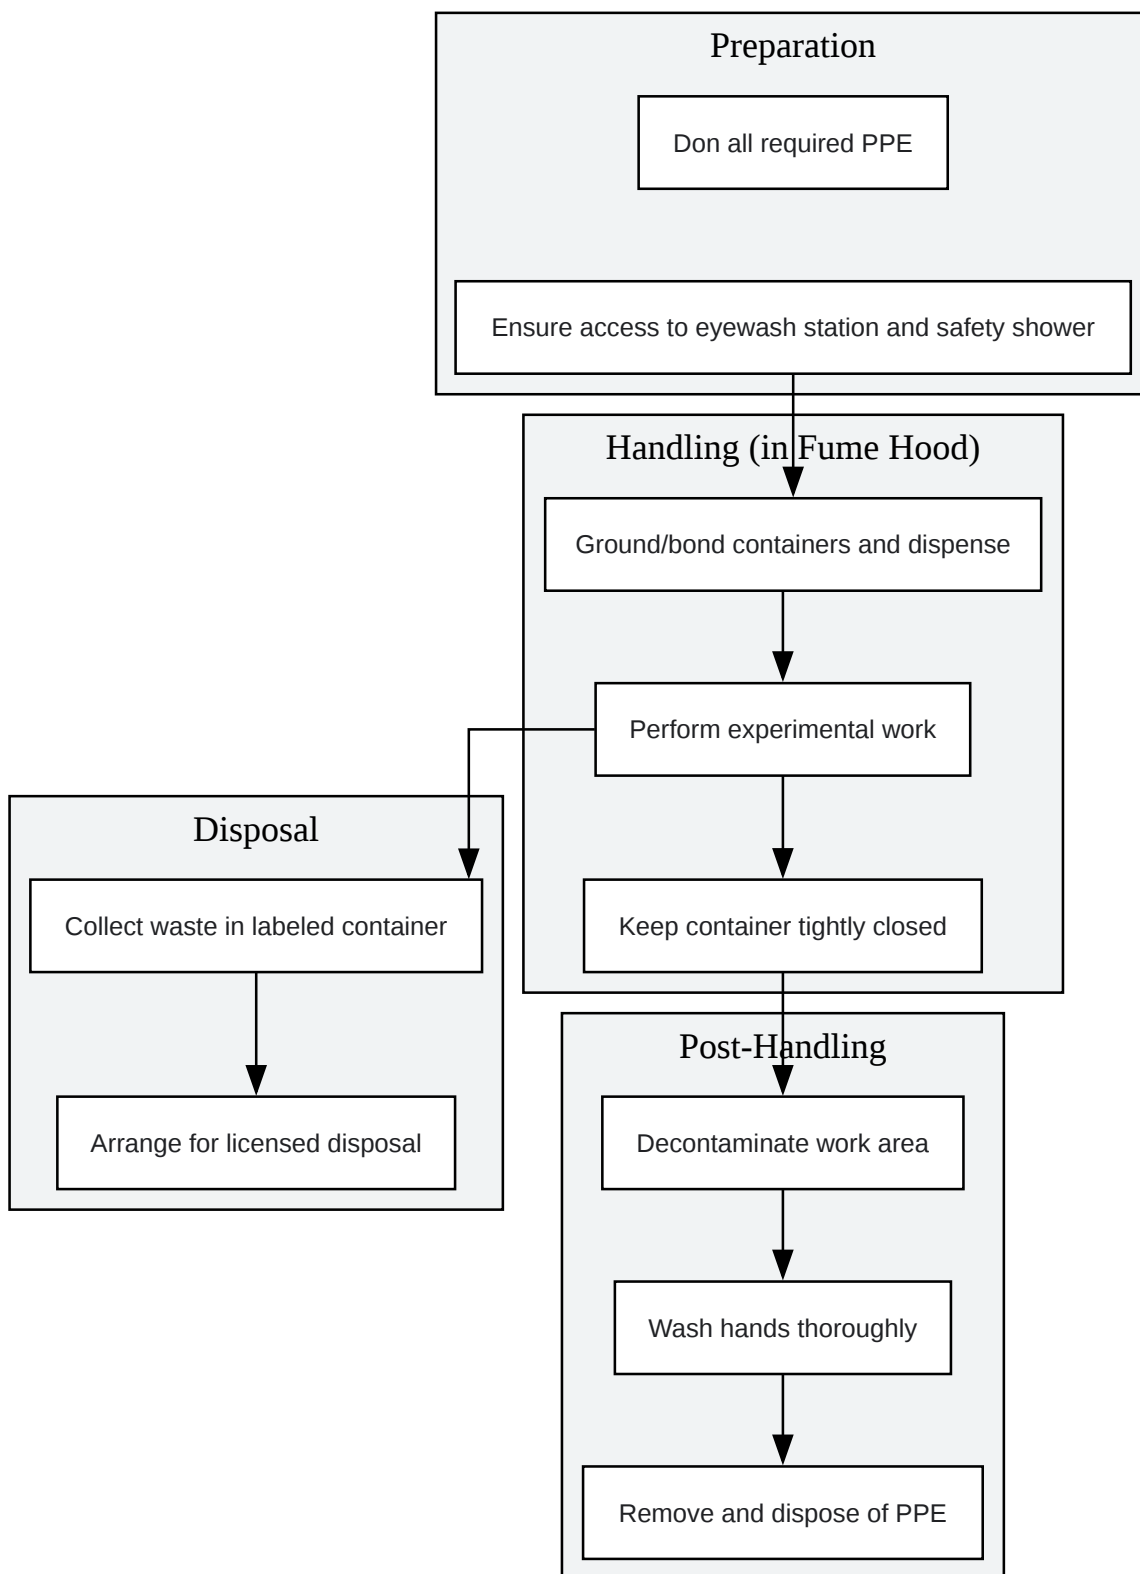 Preparation
Don all required PPE
Ensure access to eyewash station and safety shower
Handling (in Fume Hood)
Ground/bond containers and dispense
Perform experimental work
Keep container tightly closed
Disposal
Collect waste in labeled container
Arrange for licensed disposal
Post-Handling
Decontaminate work area
Wash hands thoroughly
Remove and dispose of PPE